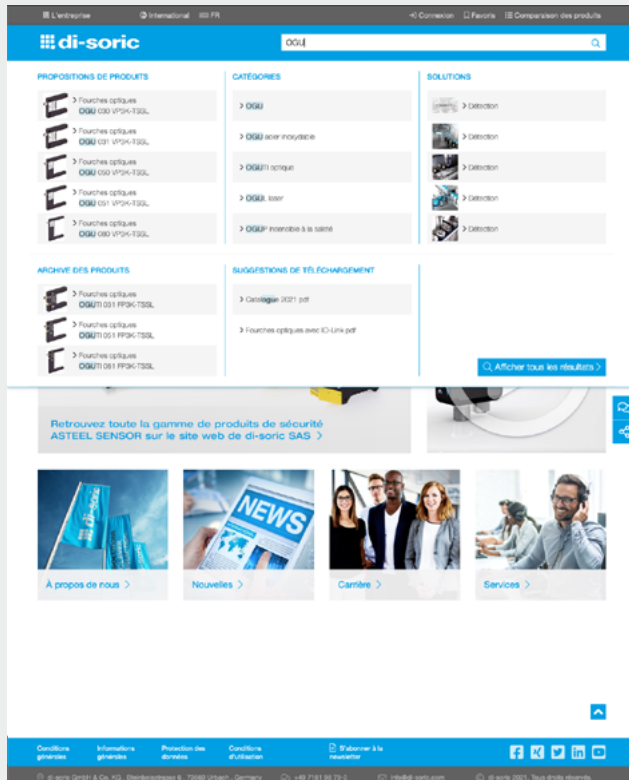 L'entreprise
International
FR
Connexion
Favoris
Comparaison des produits
di-soric
OGU
PROPOSITIONS DE PRODUITS
Fourches optiques
OGU 030 VP3K-TSSL
Fourches optiques
OGU 031 VP3K-TSSL
Fourches optiques
OGU 050 VP3K-TSSL
Fourches optiques
OGU 051 VP3K-TSSL
Fourches optiques
OGU 080 VP3K-TSSL
CATÉGORIES
OGU
OGU acier inoxydable
OGUTI optique
OGUL laser
OGUP insensible à la saleté
SOLUTIONS
Détection
Détection
Détection
Détection
Détection
ARCHIVE DES PRODUITS
Fourches optiques
OGUTI 031 PP3K-TSSL
Fourches optiques
OGUTI 051 PP3K-TSSL
Fourches optiques
OGUTI 081 PP3K-TSSL
SUGGESTIONS DE TÉLÉCHARGEMENT
Catalogue 2021 pdf
Fourches optiques avec IO-Link pdf
Afficher tous les résultats
Retrouvez toute la gamme de produits de sécurité
ASTEEL SENSOR sur le site web de di-soric SAS
di-soric
NEWS
À propos de nous
Nouvelles
Carrière
Services
Conditions
générales
Informations
générales
Protection des
données
Conditions
d'utilisation
S'abonner à la
newsletter
di-soric GmbH & Co. KG, Steinbeisstrasse 6, 73660 Urbach, Germany
+49 7181 98 79-0
info@di-soric.com
© di-soric 2021. Tous droits réservés.